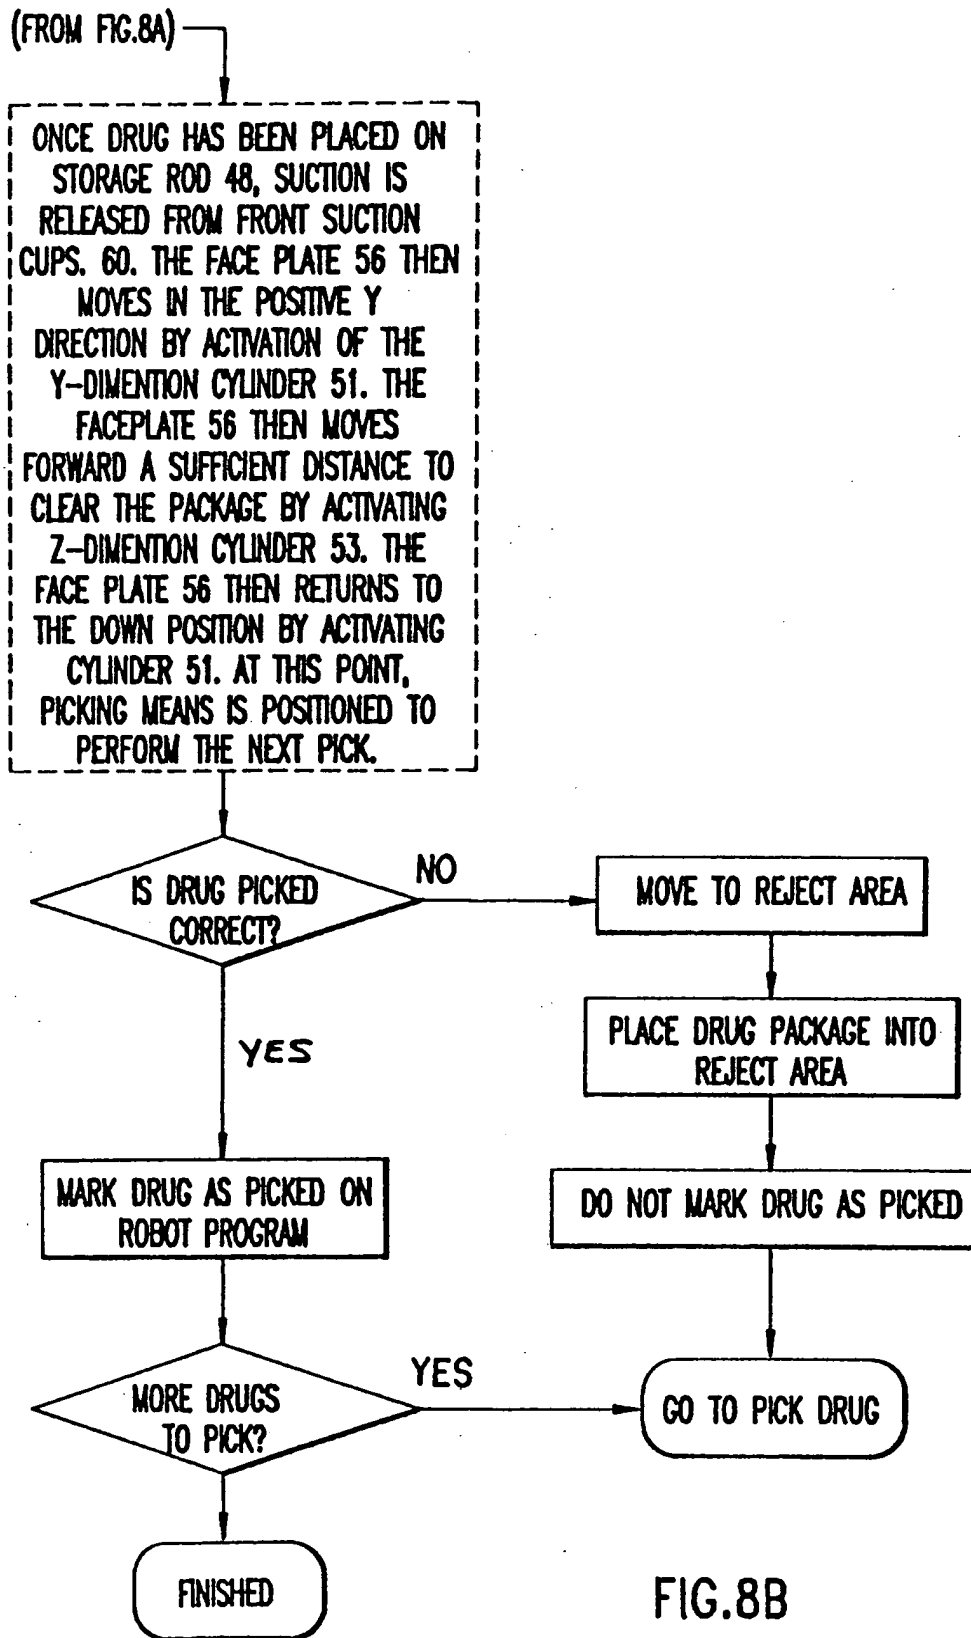 (FROM FIG.8A)
ONCE DRUG HAS BEEN PLACED ON
STORAGE ROD 48, SUCTION IS
RELEASED FROM FRONT SUCTION
CUPS. 60. THE FACE PLATE 56 THEN
MOVES IN THE POSITIVE Y
DIRECTION BY ACTIVATION OF THE
Y-DIMENTION CYLINDER 51. THE
FACEPLATE 56 THEN MOVES
FORWARD A SUFFICIENT DISTANCE TO
CLEAR THE PACKAGE BY ACTIVATING
Z-DIMENTION CYLINDER 53. THE
FACE PLATE 56 THEN RETURNS TO
THE DOWN POSITION BY ACTIVATING
CYLINDER 51. AT THIS POINT,
PICKING MEANS IS POSITIONED TO
PERFORM THE NEXT PICK.
IS DRUG PICKED
CORRECT?
NO
MOVE TO REJECT AREA
PLACE DRUG PACKAGE INTO
REJECT AREA
YES
MARK DRUG AS PICKED ON
ROBOT PROGRAM
DO NOT MARK DRUG AS PICKED
MORE DRUGS
TO PICK?
YES
GO TO PICK DRUG
FINISHED
FIG.8B